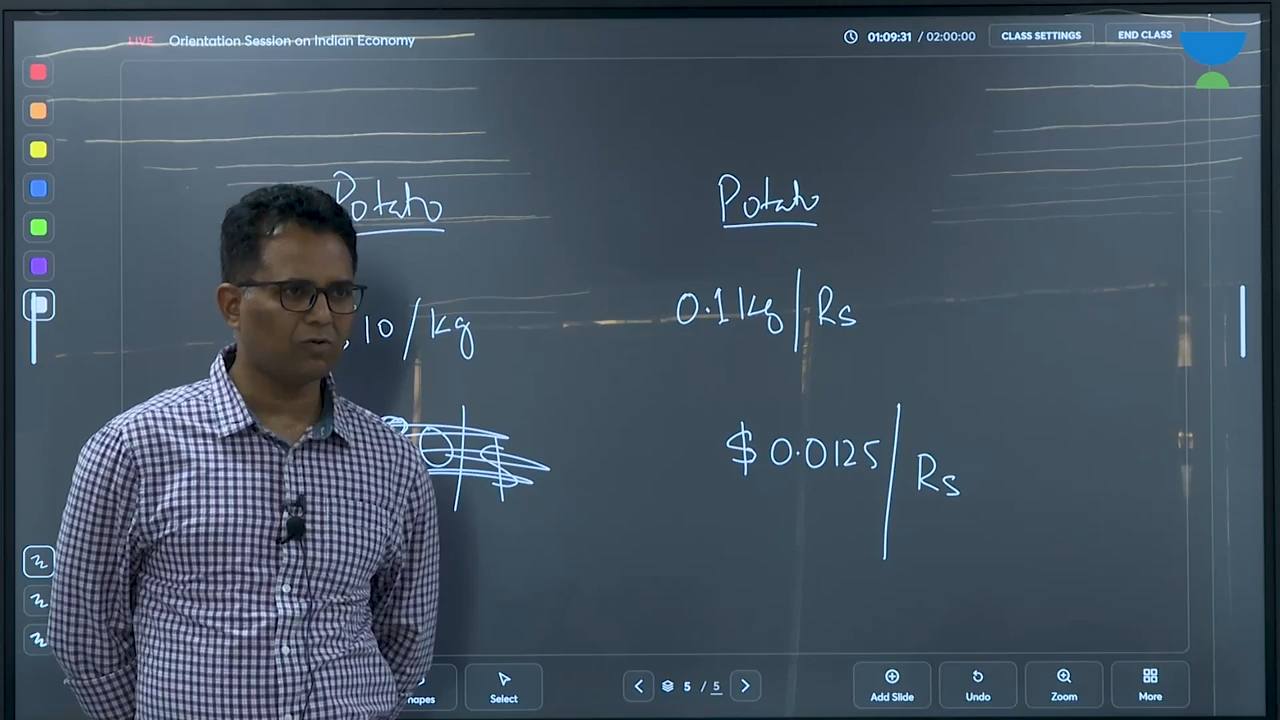 LIVE Orientation Session on Indian Economy
01:09:31 / 02:00:00
CLASS SETTINGS
END CLASS
Potato
10/kg
0/$
Potato
0.1kg/Rs
$0.0125/Rs
Select
5 / 5
Add Slide
Undo
Zoom
More